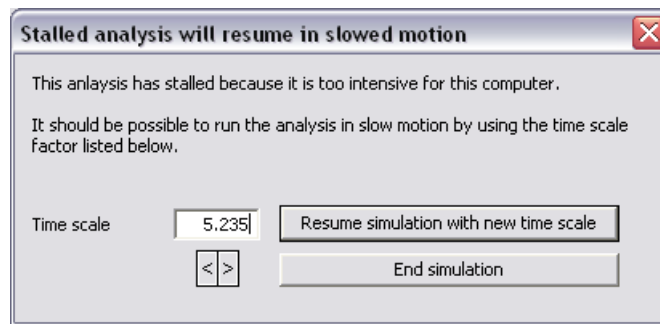 Stalled analysis will resume in slowed motion
This anlaysis has stalled because it is too intensive for this computer.
It should be possible to run the analysis in slow motion by using the time scale
factor listed below.
Time scale 5.235 Resume simulation with new time scale
< > End simulation